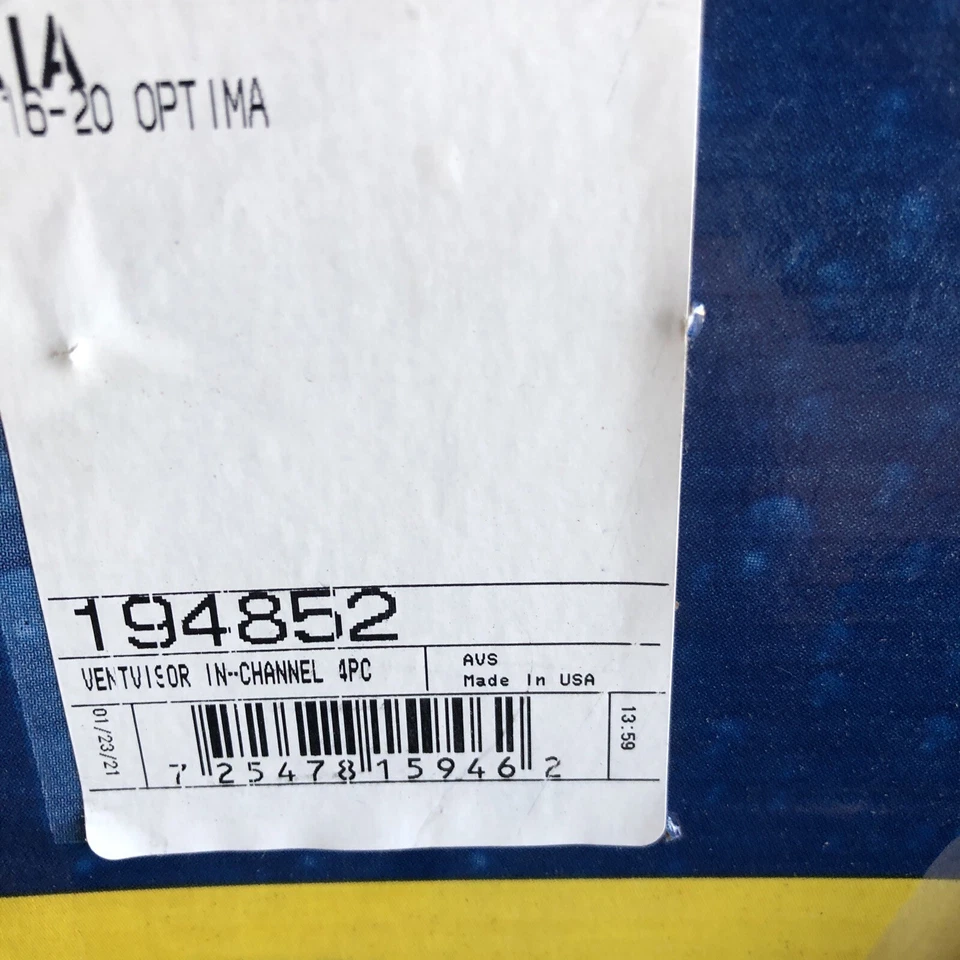 IA
16-20 OPTIMA
194852
VENTVISOR IN-CHANNEL 4PC
AVS
Made In USA
01/23/21
13:59
7 25478 15946 2